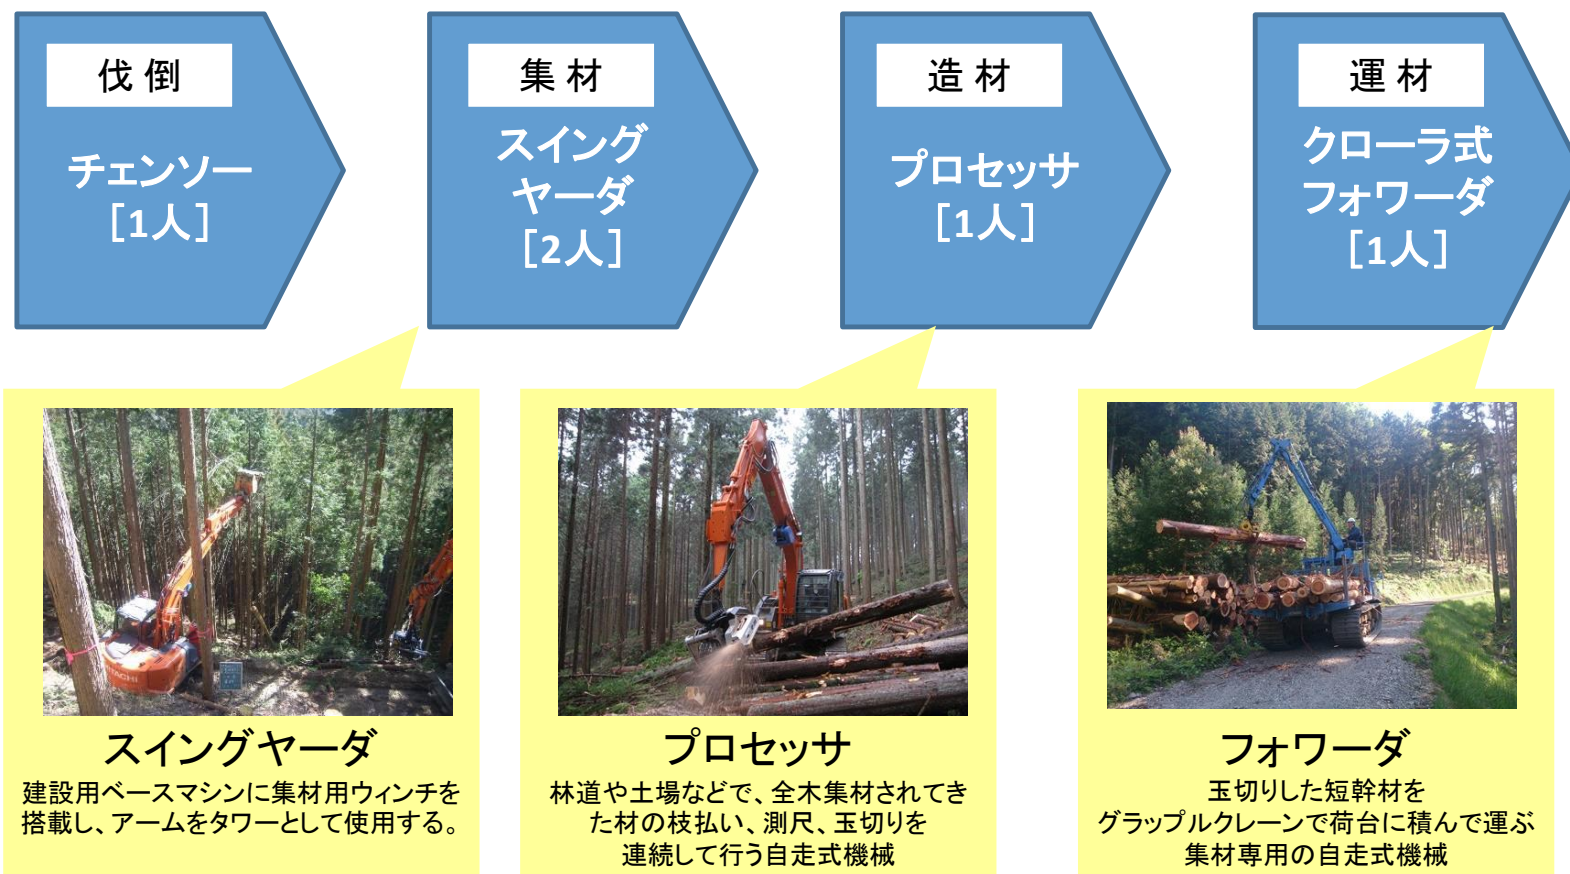 伐 倒
チェンソー
［1人］
集 材
スイング
ヤーダ
［2人］
造 材
プロセッサ
［1人］
運 材
クローラ式
フォワーダ
［1人］
スイングヤーダ
建設用ベースマシンに集材用ウィンチを
搭載し、アームをタワーとして使用する。
プロセッサ
林道や土場などで、全木集材されてき
た材の枝払い、測尺、玉切りを
連続して行う自走式機械
フォワーダ
玉切りした短幹材を
グラップルクレーンで荷台に積んで運ぶ
集材専用の自走式機械